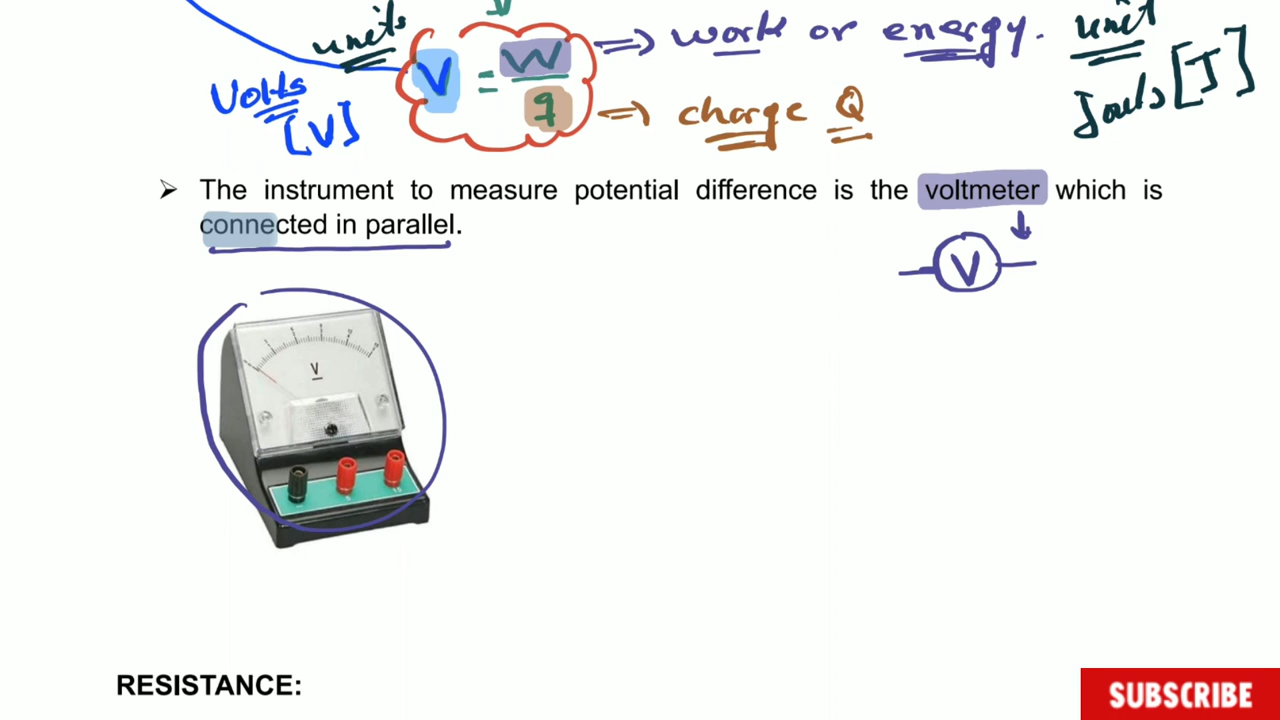 units
V = W/q ⇒ work or energy. unit
Volts
[V]
⇒ charge Q
Jouls [J]
➤ The instrument to measure potential difference is the voltmeter which is
connected in parallel.
V
V
RESISTANCE:
SUBSCRIBE